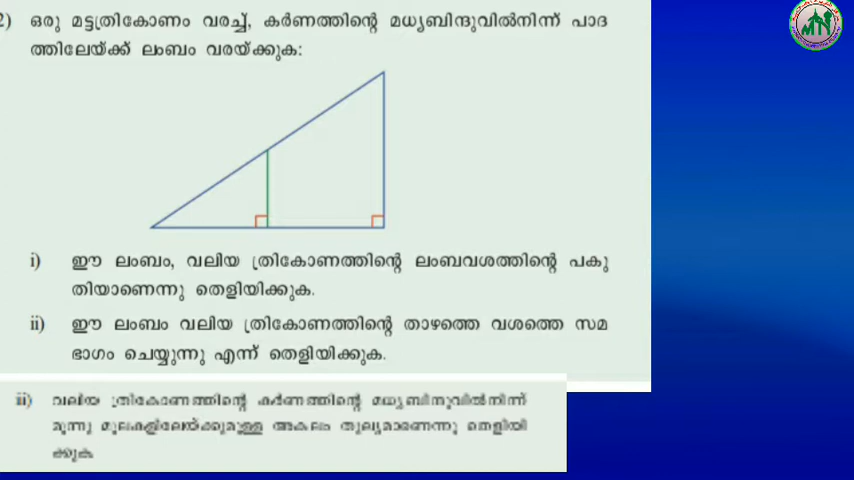 2) ഒരു മട്ടത്രികോണം വരച്ച്, കർണത്തിന്റെ മധ്യബിന്ദുവിൽനിന്ന് പാദ
ത്തിലേയ്ക്ക് ലംബം വരയ്ക്കുക:
i) ഈ ലംബം, വലിയ ത്രികോണത്തിന്റെ ലംബവശത്തിന്റെ പകു
തിയാണെന്നു തെളിയിക്കുക.
ii) ഈ ലംബം വലിയ ത്രികോണത്തിന്റെ താഴത്തെ വശത്തെ സമ
ഭാഗം ചെയ്യുന്നു എന്ന് തെളിയിക്കുക.
ii) വലിയ ത്രികോണത്തിന്റെ കർണത്തിന്റെ മധ്യബിന്ദുവിൽനിന്ന്
മൂന്നു മൂലകളിലേയ്ക്കുമുള്ള അകലം തുല്യമാണെന്നു തെളിയി
ക്കുക